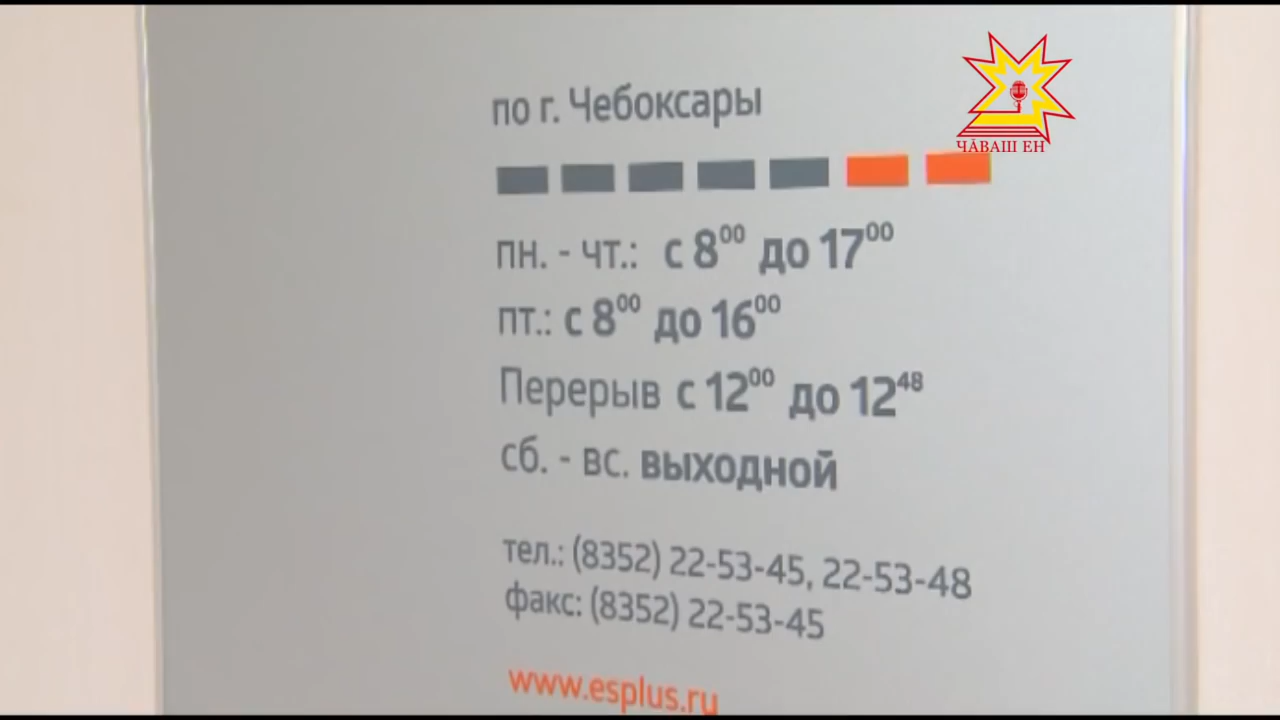 по г. Чебоксары
ЧӐВАШ ЕН
пн. - чт.: с 8⁰⁰ до 17⁰⁰
пт.: с 8⁰⁰ до 16⁰⁰
Перерыв с 12⁰⁰ до 12⁴⁸
сб. - вс. выходной
тел.: (8352) 22-53-45, 22-53-48
факс: (8352) 22-53-45
www.esplus.ru